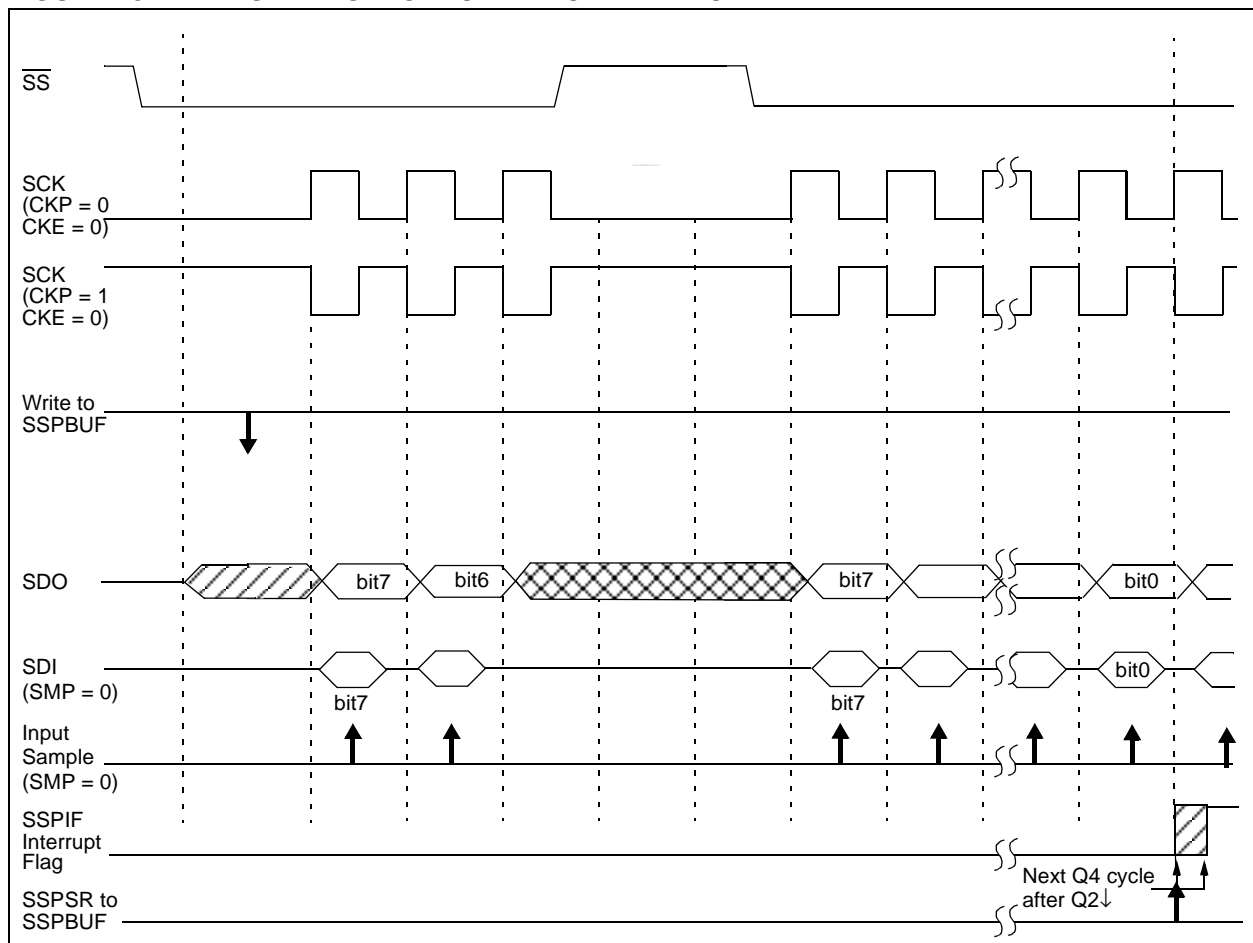 SS
SCK
(CKP = 0
CKE = 0)
SCK
(CKP = 1
CKE = 0)
Write to
SSPBUF
SDO
bit7
bit6
bit7
bit0
SDI
(SMP = 0)
bit7
bit7
bit0
Input
Sample
(SMP = 0)
SSPIF
Interrupt
Flag
Next Q4 cycle
after Q2↓
SSPSR to
SSPBUF